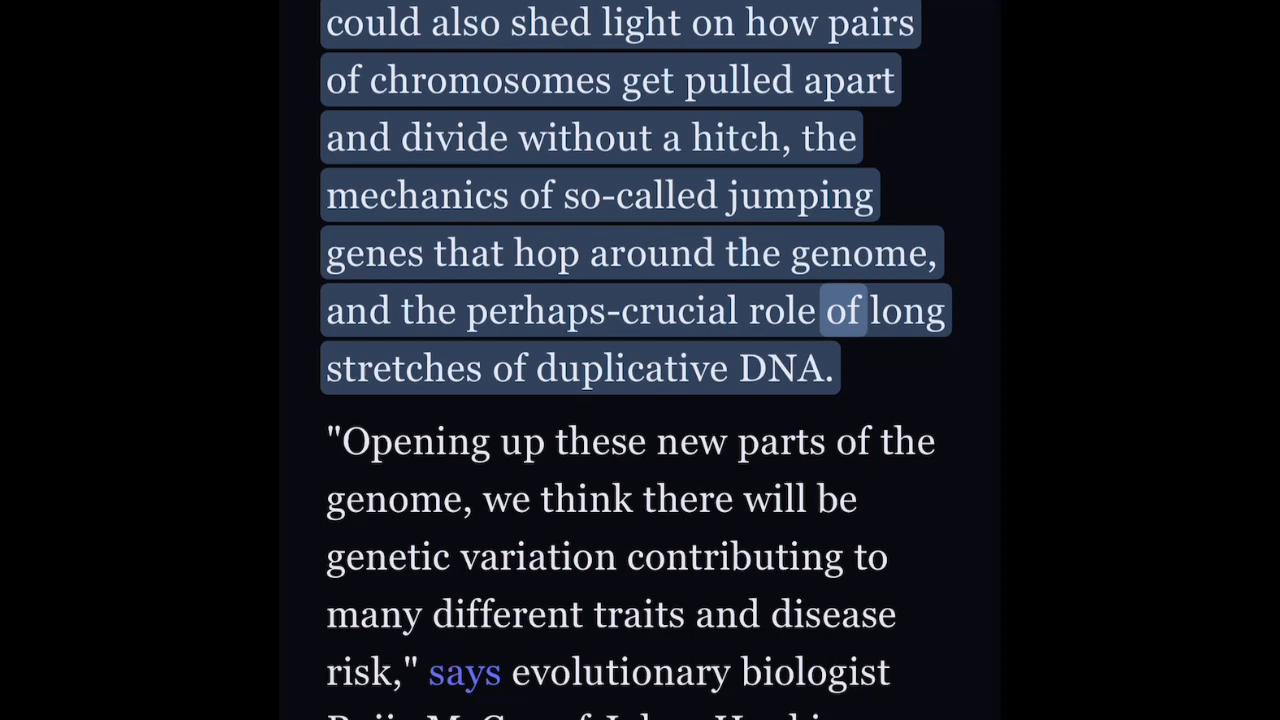 could also shed light on how pairs
of chromosomes get pulled apart
and divide without a hitch, the
mechanics of so-called jumping
genes that hop around the genome,
and the perhaps-crucial role of long
stretches of duplicative DNA.
"Opening up these new parts of the
genome, we think there will be
genetic variation contributing to
many different traits and disease
risk," says evolutionary biologist